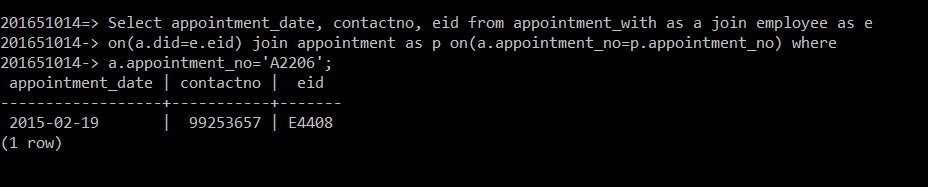 201651014=> Select appointment_date, contactno, eid from appointment_with as a join employee as e
201651014-> on(a.did=e.eid) join appointment as p on(a.appointment_no=p.appointment_no) where
201651014-> a.appointment_no='A2206';
 appointment_date | contactno |  eid
------------------+-----------+-------
 2015-02-19       |  99253657 | E4408
(1 row)